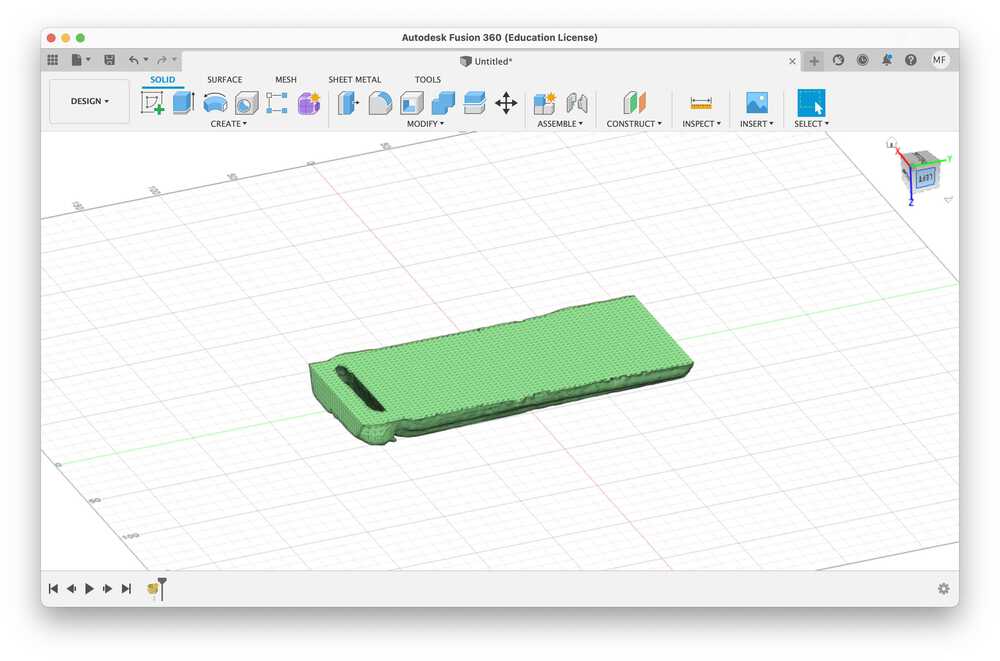 Autodesk Fusion 360 (Education License)
Untitled*
MF
SOLID SURFACE MESH SHEET METAL TOOLS
DESIGN
CREATE MODIFY ASSEMBLE CONSTRUCT INSPECT INSERT SELECT
50
0
50
100
150
X
Y
LEFT
Z
0
50
100